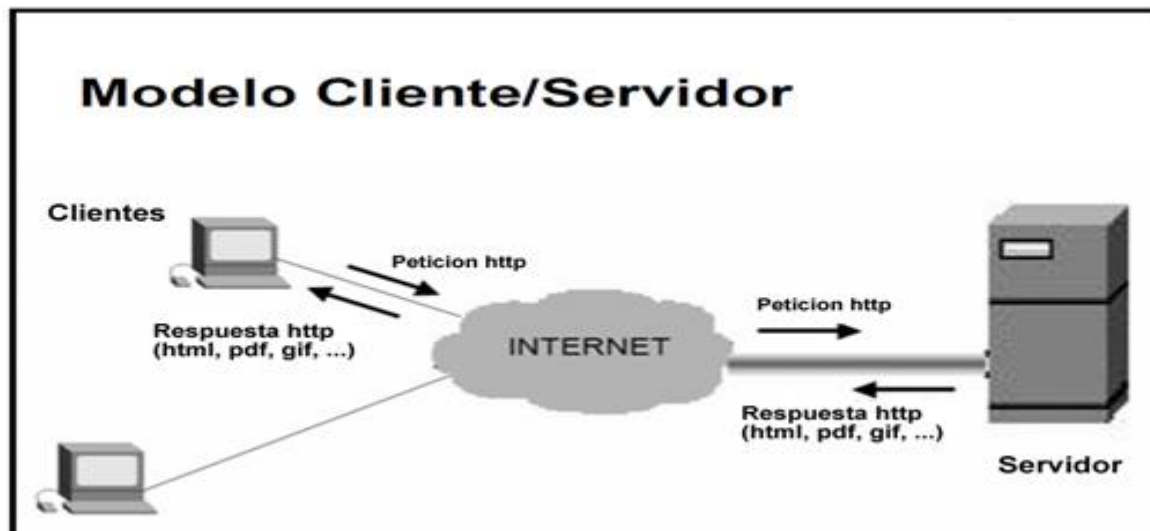 Modelo Cliente/Servidor
Clientes
Peticion http
Respuesta http
(html, pdf, gif, ...)
INTERNET
Peticion http
Respuesta http
(html, pdf, gif, ...)
Servidor